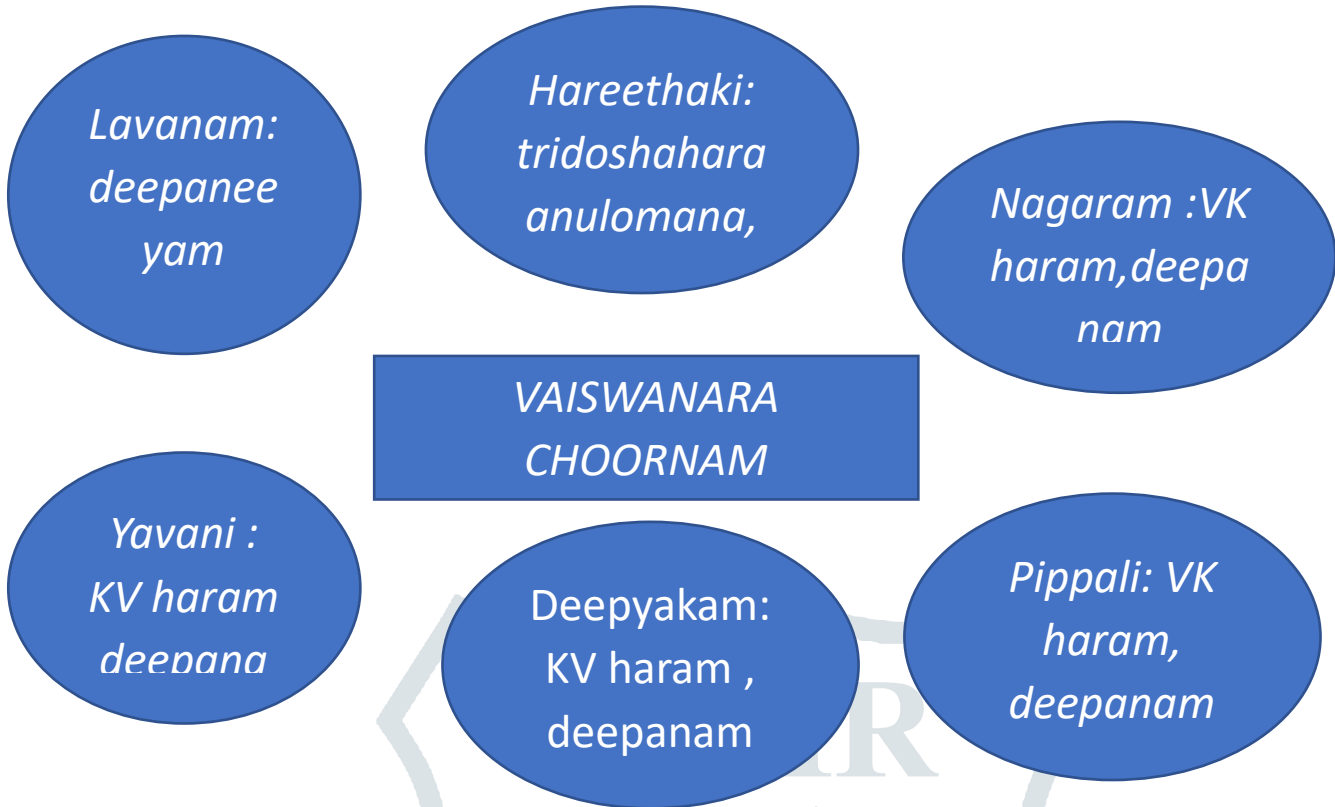 Lavanam:
deepanee
yam
Hareethaki:
tridoshahara
anulomana,
Nagaram :VK
haram,deepa
nam
VAISWANARA
CHOORNAM
Yavani :
KV haram
deepana
Deepyakam:
KV haram ,
deepanam
Pippali: VK
haram,
deepanam